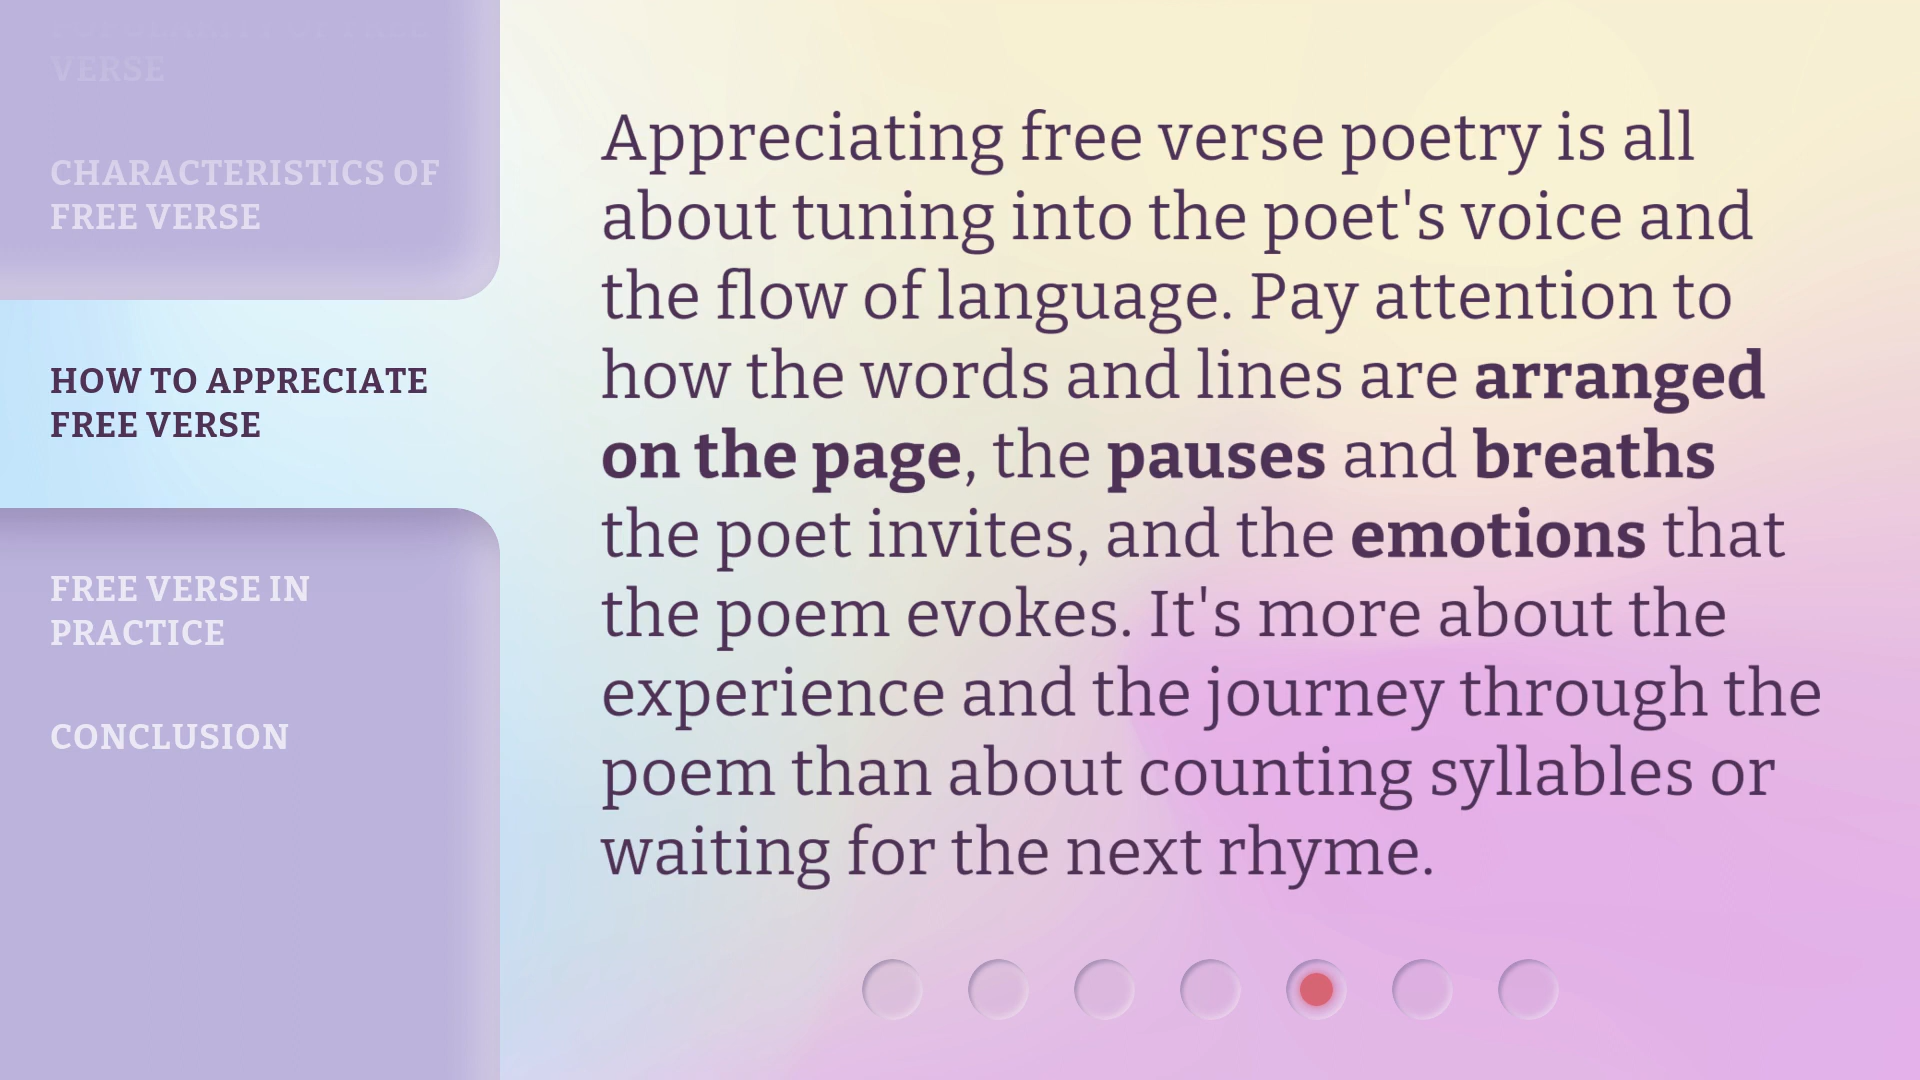 VERSE
CHARACTERISTICS OF
FREE VERSE
HOW TO APPRECIATE
FREE VERSE
FREE VERSE IN
PRACTICE
CONCLUSION
Appreciating free verse poetry is all
about tuning into the poet's voice and
the flow of language. Pay attention to
how the words and lines are arranged
on the page, the pauses and breaths
the poet invites, and the emotions that
the poem evokes. It's more about the
experience and the journey through the
poem than about counting syllables or
waiting for the next rhyme.